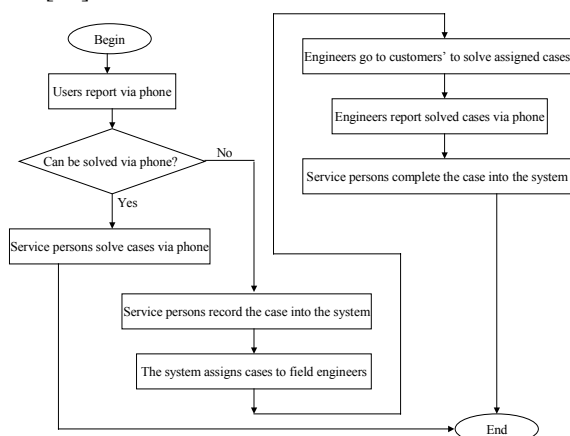 Begin
Users report via phone
Can be solved via phone?
No
Yes
Service persons solve cases via phone
Service persons record the case into the system
The system assigns cases to field engineers
Engineers go to customers’ to solve assigned cases
Engineers report solved cases via phone
Service persons complete the case into the system
End